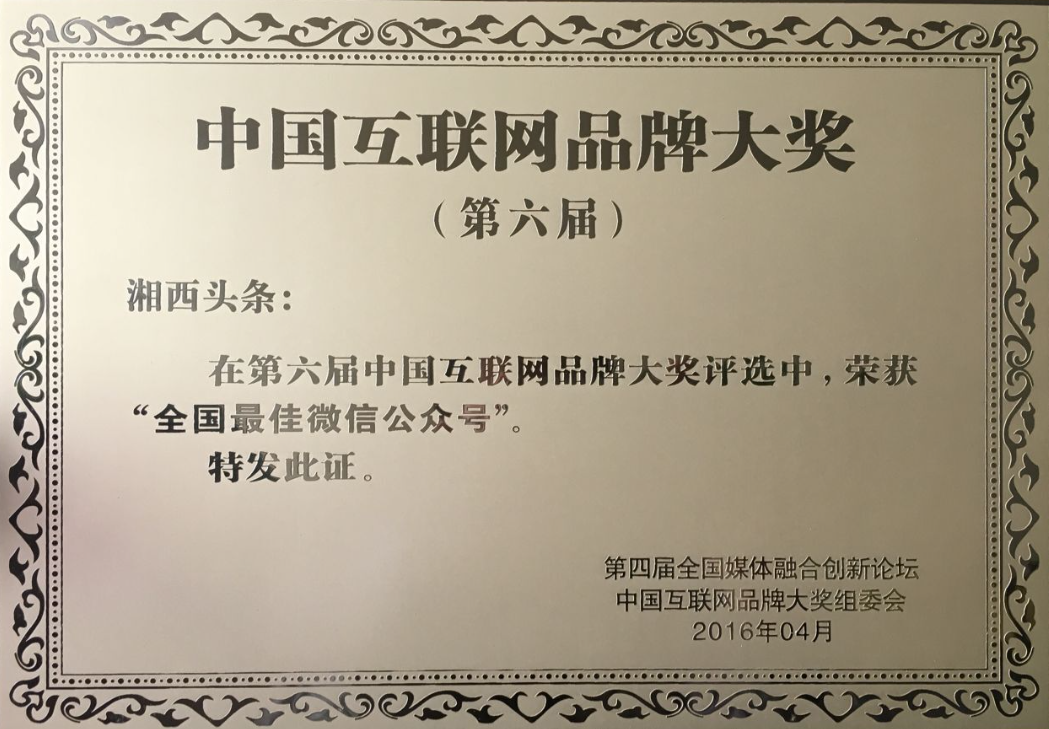 中国互联网品牌大奖
（第六届）
湘西头条：
在第六届中国互联网品牌大奖评选中，荣获
“全国最佳微信公众号”。
特发此证。
第四届全国媒体融合创新论坛
中国互联网品牌大奖组委会
2016年04月